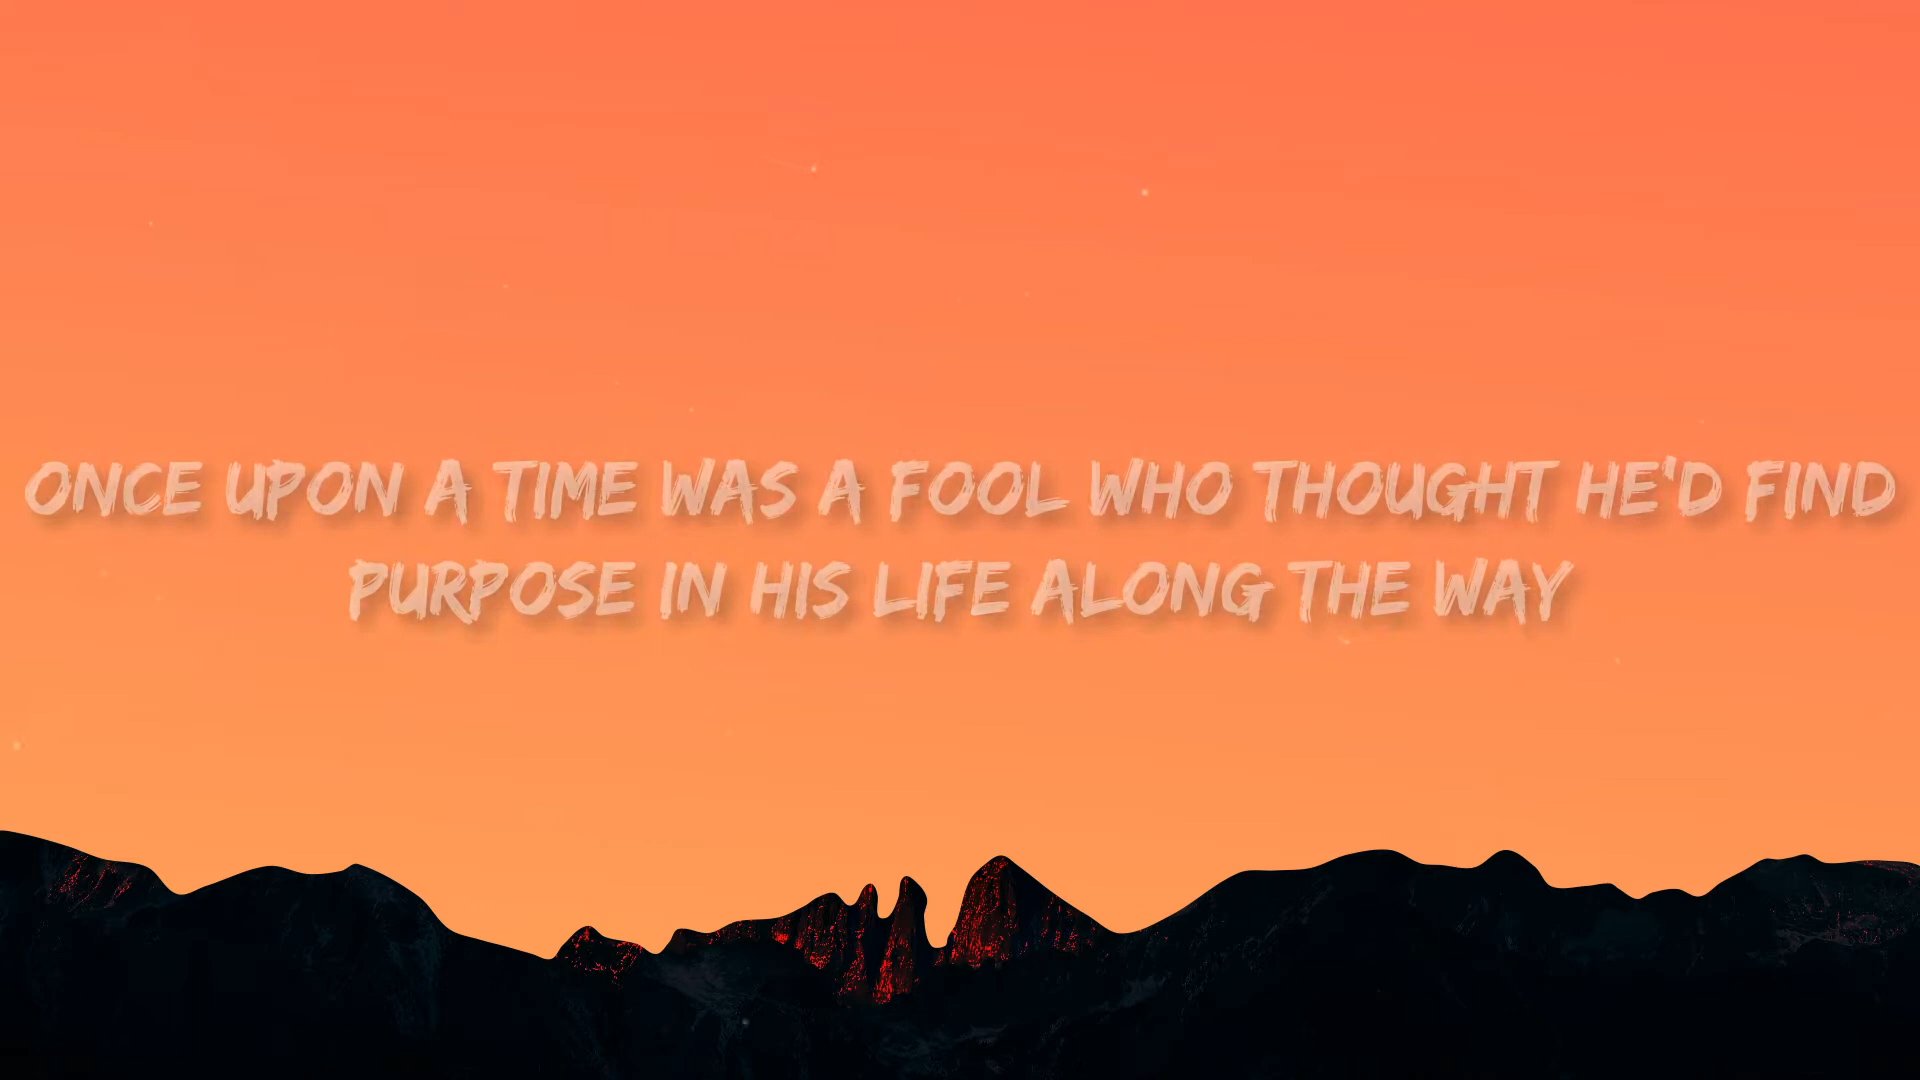 ONCE UPON A TIME WAS A FOOL WHO THOUGHT HE'D FIND
PURPOSE IN HIS LIFE ALONG THE WAY